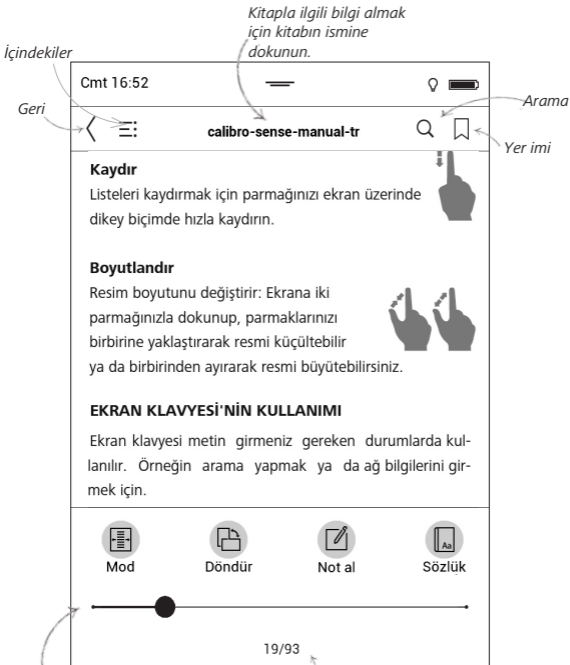 Kitapla ilgili bilgi almak
için kitabın ismine
dokunun.
İçindekiler
Geri
Arama
Yer imi
Cmt 16:52
calibro-sense-manual-tr
Kaydır
Listeleri kaydırmak için parmağınızı ekran üzerinde
dikey biçimde hızla kaydırın.
Boyutlandır
Resim boyutunu değiştirir: Ekrana iki
parmağınızla dokunup, parmaklarınızı
birbirine yaklaştırarak resmi küçültebilir
ya da birbirinden ayırarak resmi büyütebilirsiniz.
EKRAN KLAVYESİ'NİN KULLANIMI
Ekran klavyesi metin girmeniz gereken durumlarda kul-
lanılır. Örneğin arama yapmak ya da ağ bilgilerini gir-
mek için.
Aa
Mod Döndür Not al Sözlük
19/93